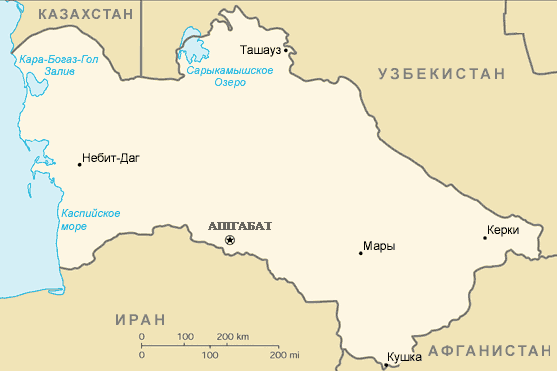 КАЗАХСТАН
Ташауз
Кара-Богаз-Гол
Залив
Сарыкамышское
Озеро
УЗБЕКИСТАН
Небит-Даг
Каспийское
море
АШГАБАТ
Керки
Мары
ИРАН
0 100 200 km
0 100 200 mi
Кушка
АФГАНИСТАН